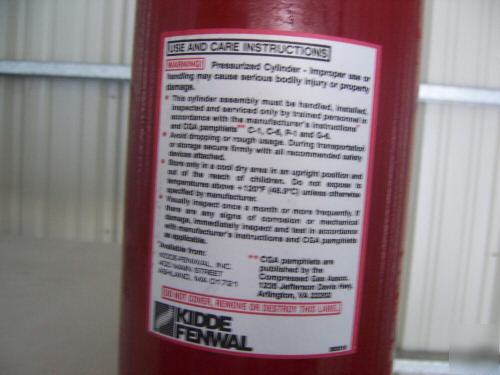 USE AND CARE INSTRUCTIONS
WARNING! Pressurized Cylinder - Improper use or
handling may cause serious bodily injury or property
damage.
* This cylinder assembly must be handled, installed,
inspected and serviced only by trained personnel in
accordance with the manufacturer's instructions*
and CGA pamphlets** C-1, C-6, P-1 and G-6.
* Avoid dropping or rough usage. During transportation
or storage secure firmly with all recommended safety
devices attached.
* Store only in a cool dry area in an upright position and
out of the reach of children. Do not expose to
temperatures above +120°F (48.9°C) unless otherwise
specified by manufacturer.
* Visually inspect once a month or more frequently. If
there are any signs of corrosion or mechanical
damage, immediately inspect and test in accordance
with manufacturer's instructions and CGA pamphlets
as applicable.
*Available from:
KIDDE-FENWAL, INC.
400 MAIN STREET
ASHLAND, MA 01721
** CGA pamphlets are
published by the
Compressed Gas Assoc.
1235 Jefferson Davis Hwy.
Arlington, VA 22202
DO NOT COVER, REMOVE OR DESTROY THIS LABEL
KIDDE
FENWAL